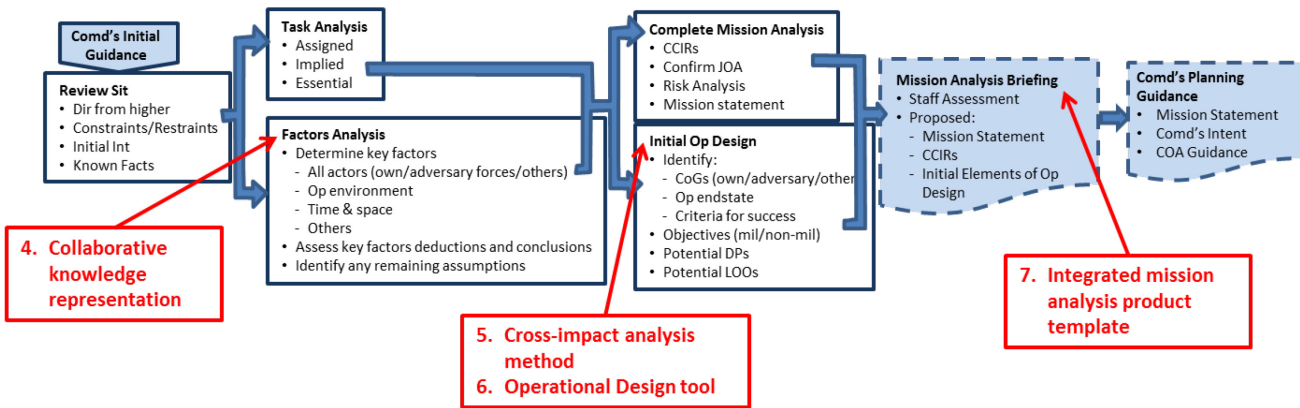 Comd's Initial
Guidance
Review Sit
• Dir from higher
• Constraints/Restraints
• Initial Int
• Known Facts
Task Analysis
• Assigned
• Implied
• Essential
Factors Analysis
• Determine key factors
- All actors (own/adversary forces/others)
- Op environment
- Time & space
- Others
• Assess key factors deductions and conclusions
• Identify any remaining assumptions
Complete Mission Analysis
• CCIRs
• Confirm JOA
• Risk Analysis
• Mission statement
Initial Op Design
• Identify:
- CoGs (own/adversary/other
- Op endstate
- Criteria for success
• Objectives (mil/non-mil)
• Potential DPs
• Potential LOOs
Mission Analysis Briefing
• Staff Assessment
• Proposed:
- Mission Statement
- CCIRs
- Initial Elements of Op
Design
Comd's Planning
Guidance
• Mission Statement
• Comd's Intent
• COA Guidance
4. Collaborative
knowledge
representation
5. Cross-impact analysis
method
6. Operational Design tool
7. Integrated mission
analysis product
template